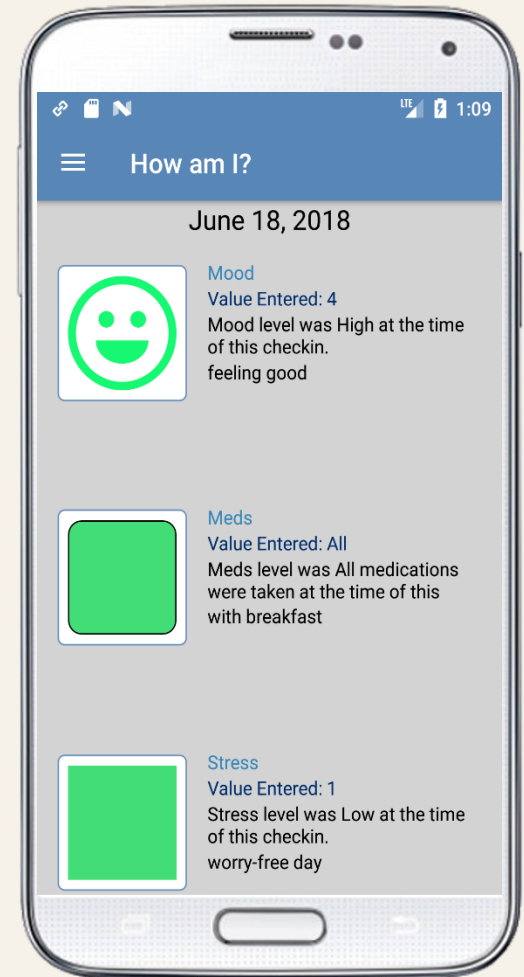 LTE 1:09
How am I?
June 18, 2018
Mood
Value Entered: 4
Mood level was High at the time
of this checkin.
feeling good
Meds
Value Entered: All
Meds level was All medications
were taken at the time of this
with breakfast
Stress
Value Entered: 1
Stress level was Low at the time
of this checkin.
worry-free day